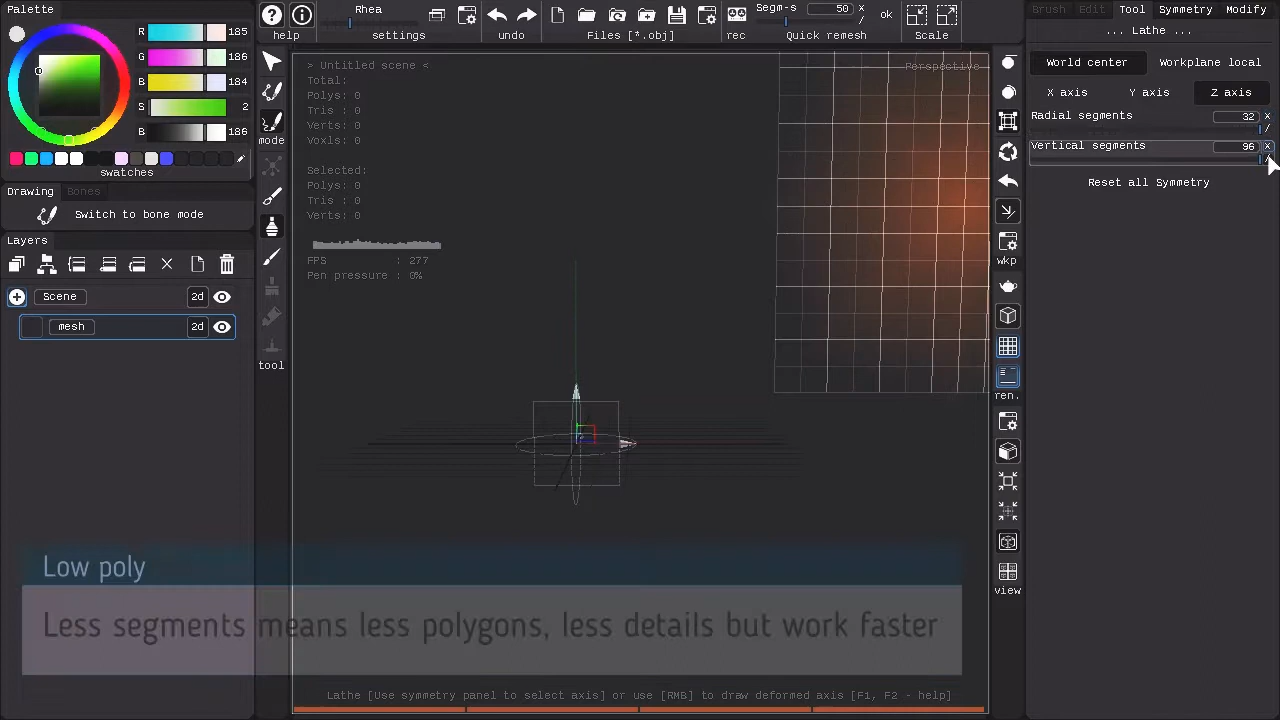 Palette
R 185
G 186
B 184
S 2
B 186
swatches
Drawing Bones
Switch to bone mode
Layers
Scene 2d
mesh 2d
help
Rhea
settings
undo
Files [*.obj]
rec
Segm-s 50 x
/
Quick remesh
ok
Scale
mode
tool
> Untitled scene <
Total:
Polys: 0
Tris : 0
Verts: 0
Voxls: 0
Selected:
Polys: 0
Tris : 0
Verts: 0
FPS : 277
Pen pressure : 0%
Perspective
wkp
ren.
view
Brush Edit Tool Symmetry Modify
... Lathe ...
World center Workplane local
X axis Y axis Z axis
Radial segments 32 x
/
Vertical segments 96 x
Reset all Symmetry
Low poly
Less segments means less polygons, less details but work faster
Lathe [Use symmetry panel to select axis] or use [RMB] to draw deformed axis [F1, F2 - help]